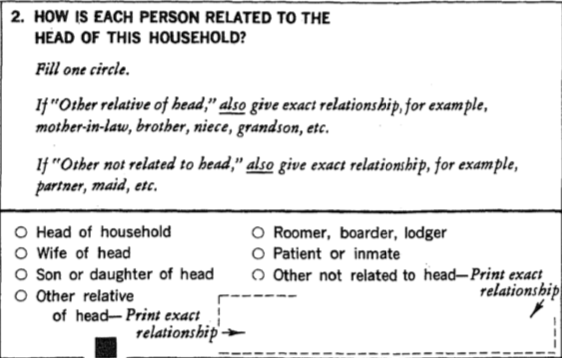 2. HOW IS EACH PERSON RELATED TO THE
HEAD OF THIS HOUSEHOLD?
Fill one circle.
If "Other relative of head," also give exact relationship, for example,
mother-in-law, brother, niece, grandson, etc.
If "Other not related to head," also give exact relationship, for example,
partner, maid, etc.
Head of household
Wife of head
Son or daughter of head
Other relative
of head—Print exact
relationship
Roomer, boarder, lodger
Patient or inmate
Other not related to head—Print exact
relationship